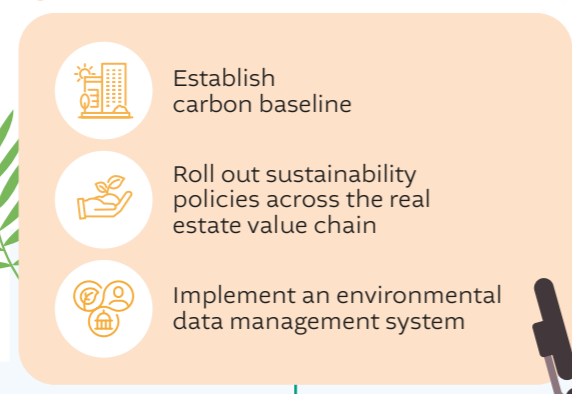 Establish
carbon baseline
Roll out sustainability
policies across the real
estate value chain
Implement an environmental
data management system